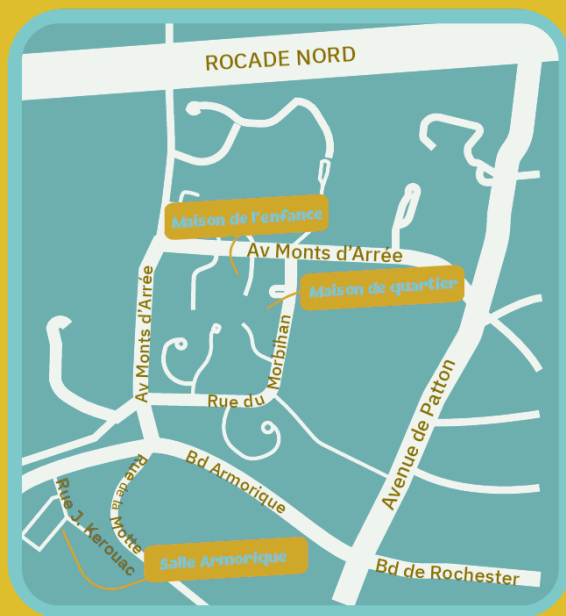 ROCADE NORD
Maison de l'enfance
Av Monts d'Arrée
Maison de quartier
Av Monts d'Arrée
Rue du Morbihan
Avenue de Patton
Bd Armorique
Rue de la Motte
Rue J. Kerouac
Salle Armorique
Bd de Rochester